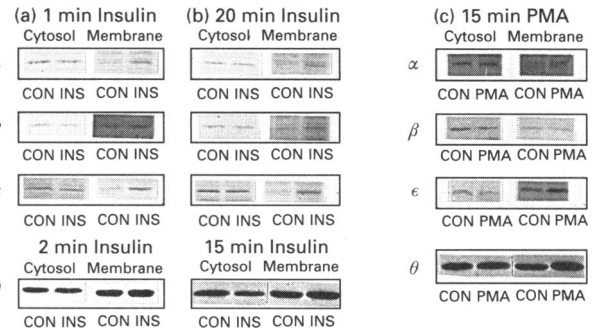 (a) 1 min Insulin (b) 20 min Insulin (c) 15 min PMA
Cytosol Membrane Cytosol Membrane Cytosol Membrane
α
CON INS CON INS CON INS CON INS CON PMA CON PMA
β
CON INS CON INS CON INS CON INS CON PMA CON PMA
ϵ
CON INS CON INS CON INS CON INS CON PMA CON PMA
2 min Insulin 15 min Insulin
Cytosol Membrane Cytosol Membrane
θ
CON INS CON INS CON INS CON INS CON PMA CON PMA